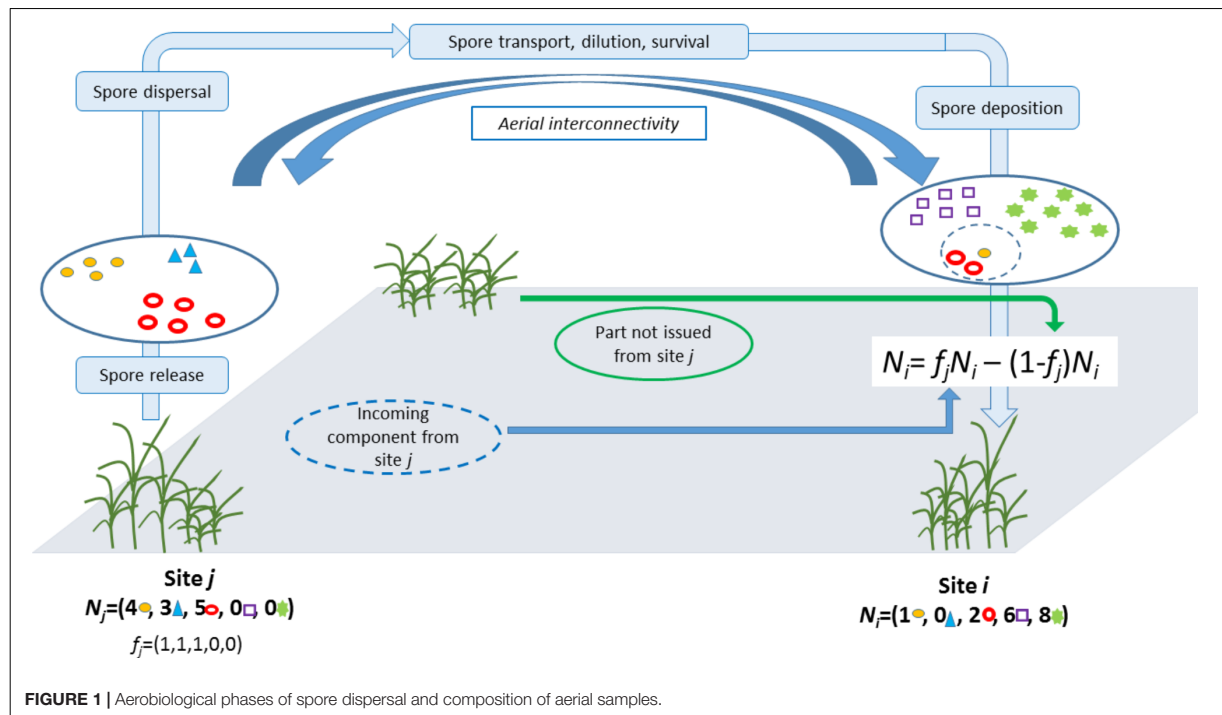 Spore transport, dilution, survival
Spore dispersal
Aerial interconnectivity
Spore deposition
Spore release
Part not issued
from site j
Incoming
component from
site j
Nᵢ= fⱼNᵢ – (1-fⱼ)Nᵢ
Site j
Nⱼ=(4, 3, 5, 0, 0)
fⱼ=(1,1,1,0,0)
Site i
Nᵢ=(1, 0, 2, 6, 8)
FIGURE 1 | Aerobiological phases of spore dispersal and composition of aerial samples.